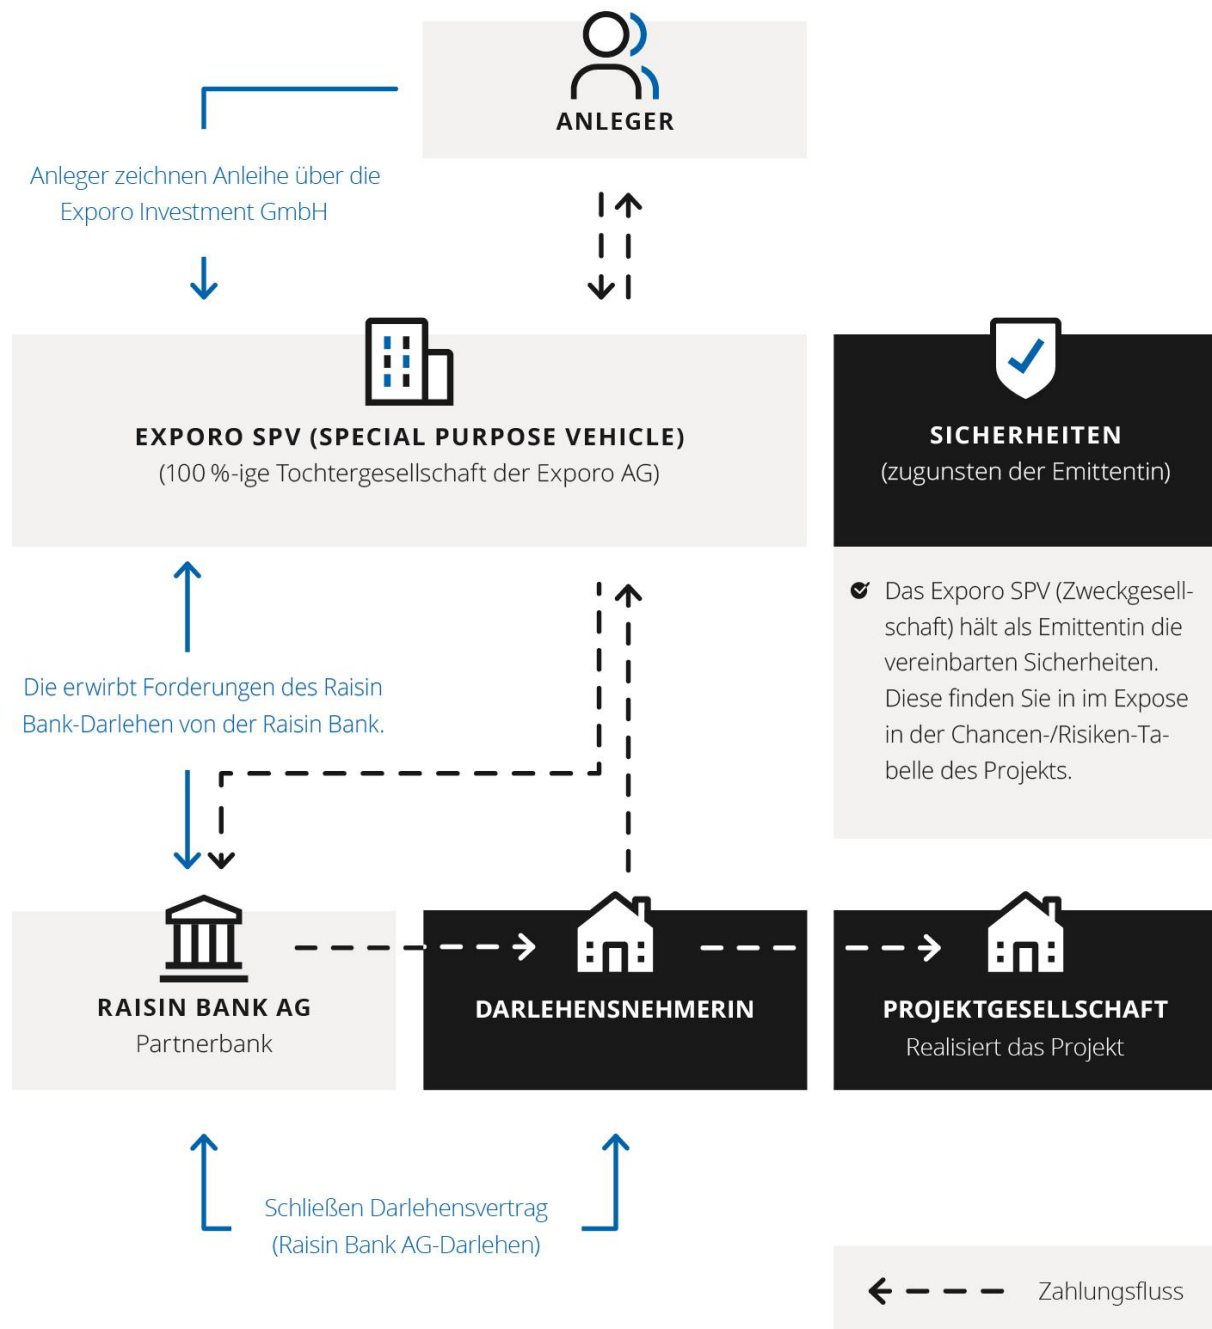 ANLEGER
Anleger zeichnen Anleihe über die
Exporo Investment GmbH
EXPORO SPV (SPECIAL PURPOSE VEHICLE)
(100 %-ige Tochtergesellschaft der Exporo AG)
SICHERHEITEN
(zugunsten der Emittentin)
Das Exporo SPV (Zweckgesell-
schaft) hält als Emittentin die
vereinbarten Sicherheiten.
Diese finden Sie in im Expose
in der Chancen-/Risiken-Ta-
belle des Projekts.
Die erwirbt Forderungen des Raisin
Bank-Darlehen von der Raisin Bank.
RAISIN BANK AG
Partnerbank
DARLEHENSNEHMERIN
PROJEKTGESELLSCHAFT
Realisiert das Projekt
Schließen Darlehensvertrag
(Raisin Bank AG-Darlehen)
Zahlungsfluss